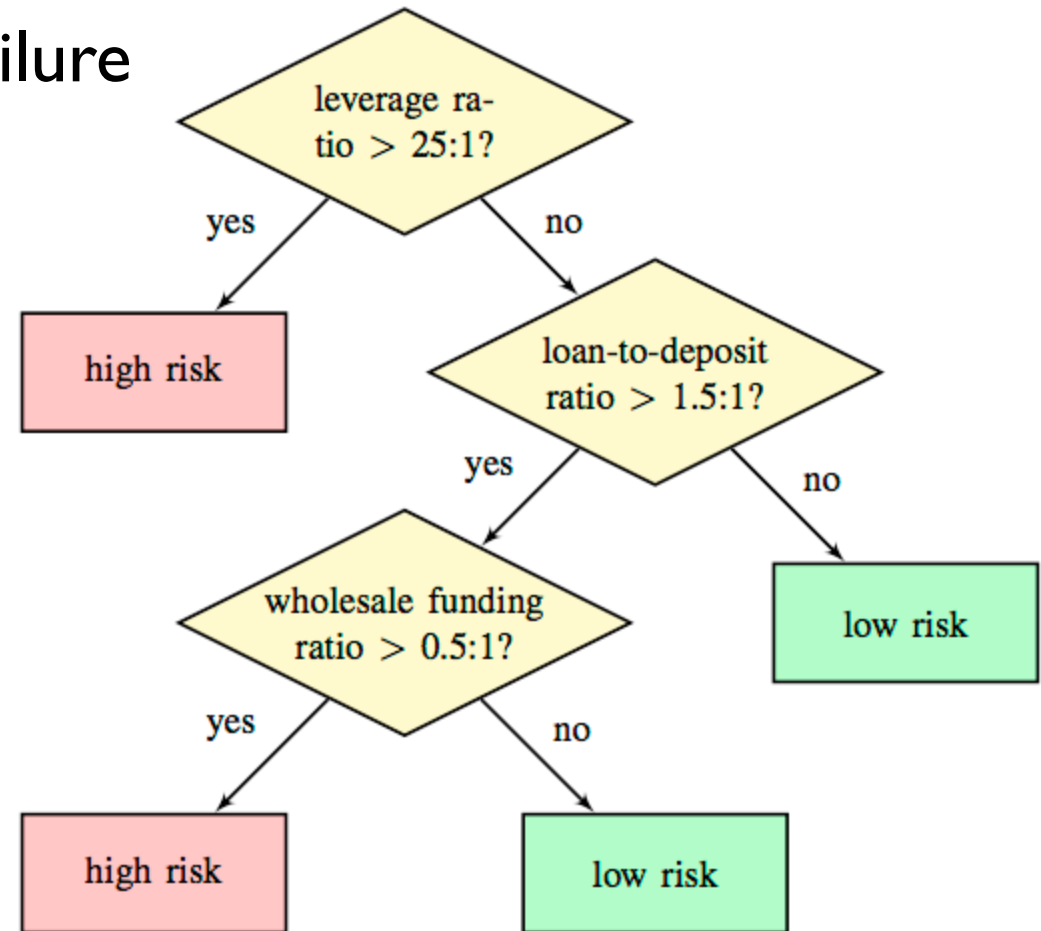 ilure
leverage ra-
tio > 25:1?
yes
no
high risk
loan-to-deposit
ratio > 1.5:1?
yes
no
wholesale funding
ratio > 0.5:1?
low risk
yes
no
high risk
low risk